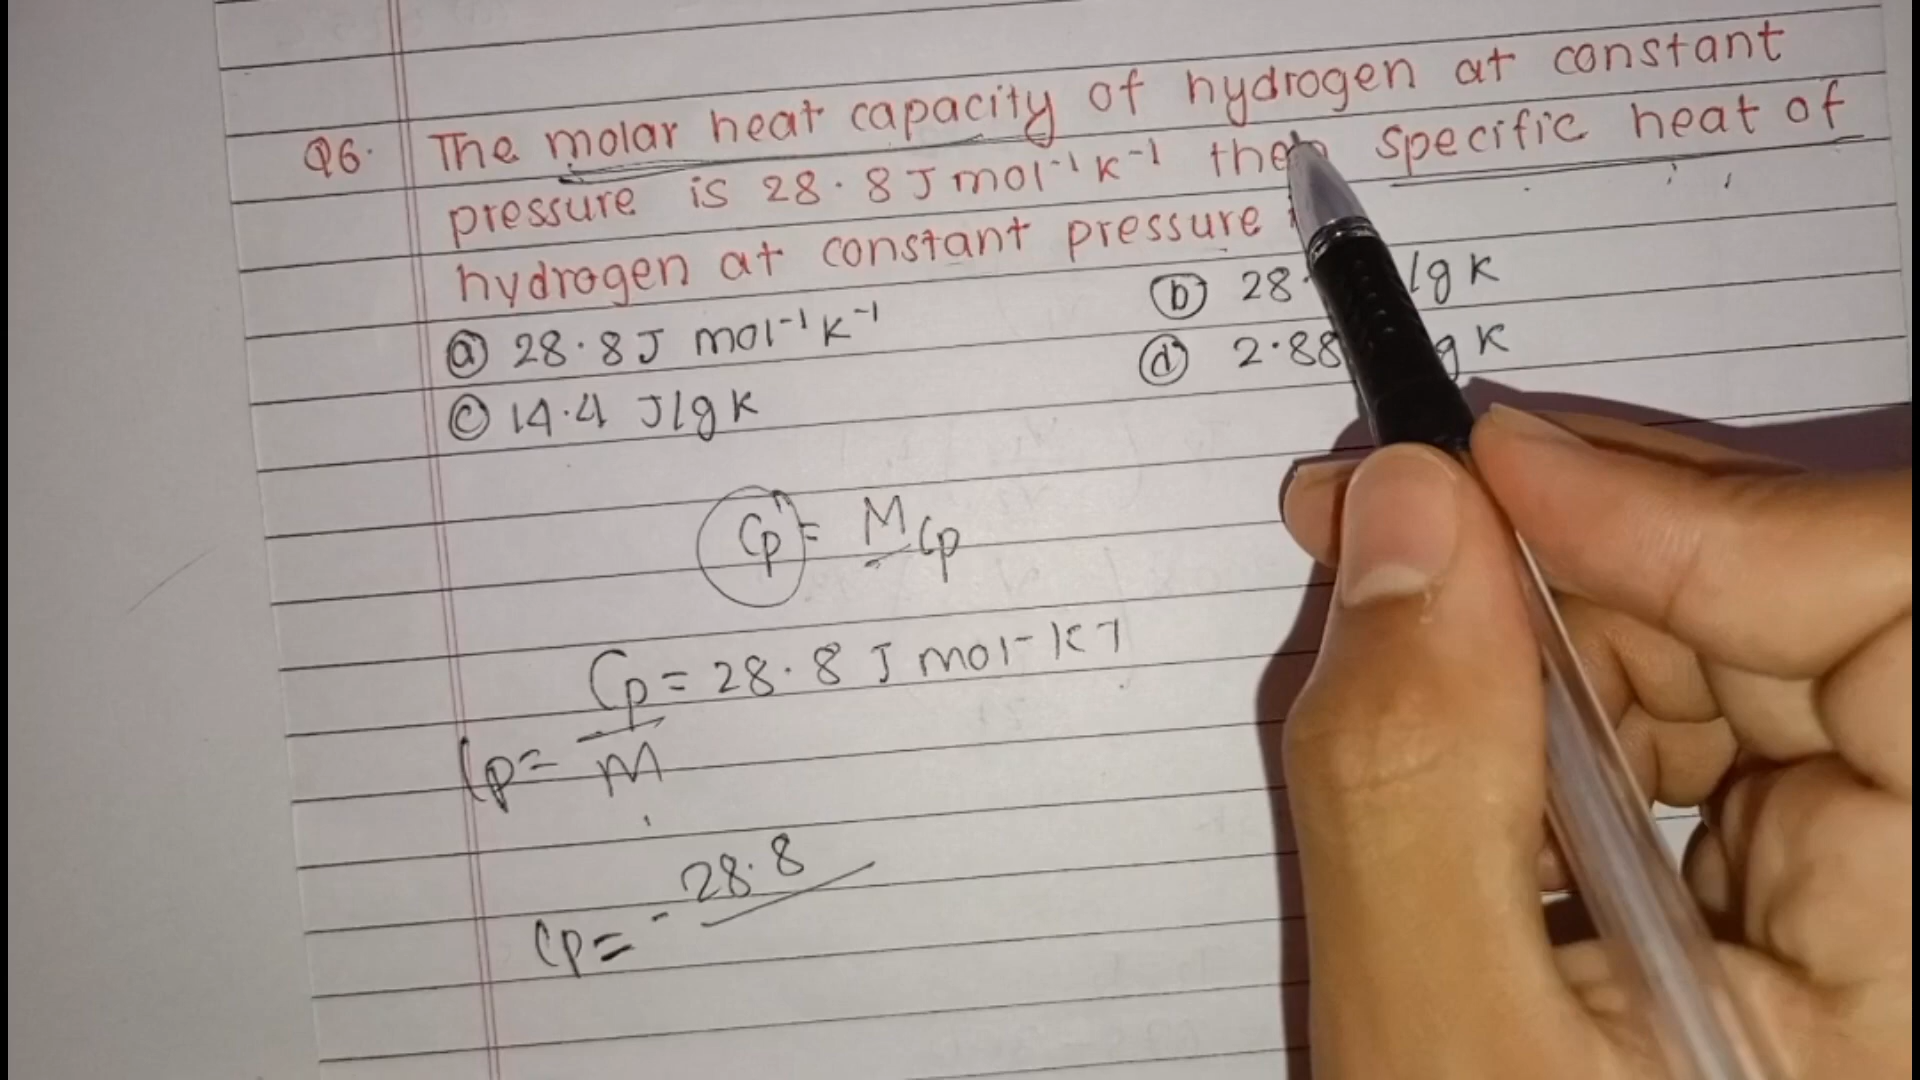 Q6. The molar heat capacity of hydrogen at constant
pressure is 28.8 J mol⁻¹ K⁻¹ then specific heat of
hydrogen at constant pressure
ⓐ 28.8 J mol⁻¹ K⁻¹
ⓑ 28. /g K
ⓒ 14.4 J/g K
ⓓ 2.88 g K
Cp = M Cp
Cp = 28.8 J mol⁻ K⁻¹
Cp = Cp / M
Cp = 28.8